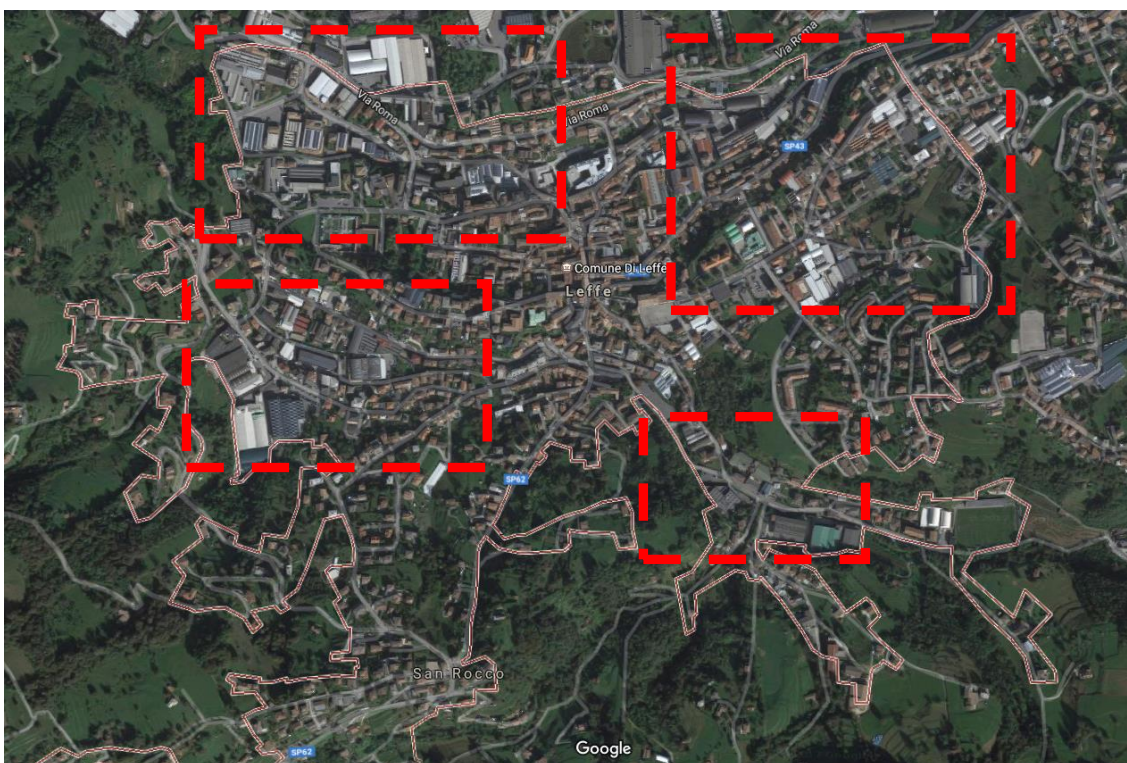 Via Roma
Via Roma
Via Roma
SP43
Comune Di Leffe
Leffe
SP62
San Rocco
SP62
Google